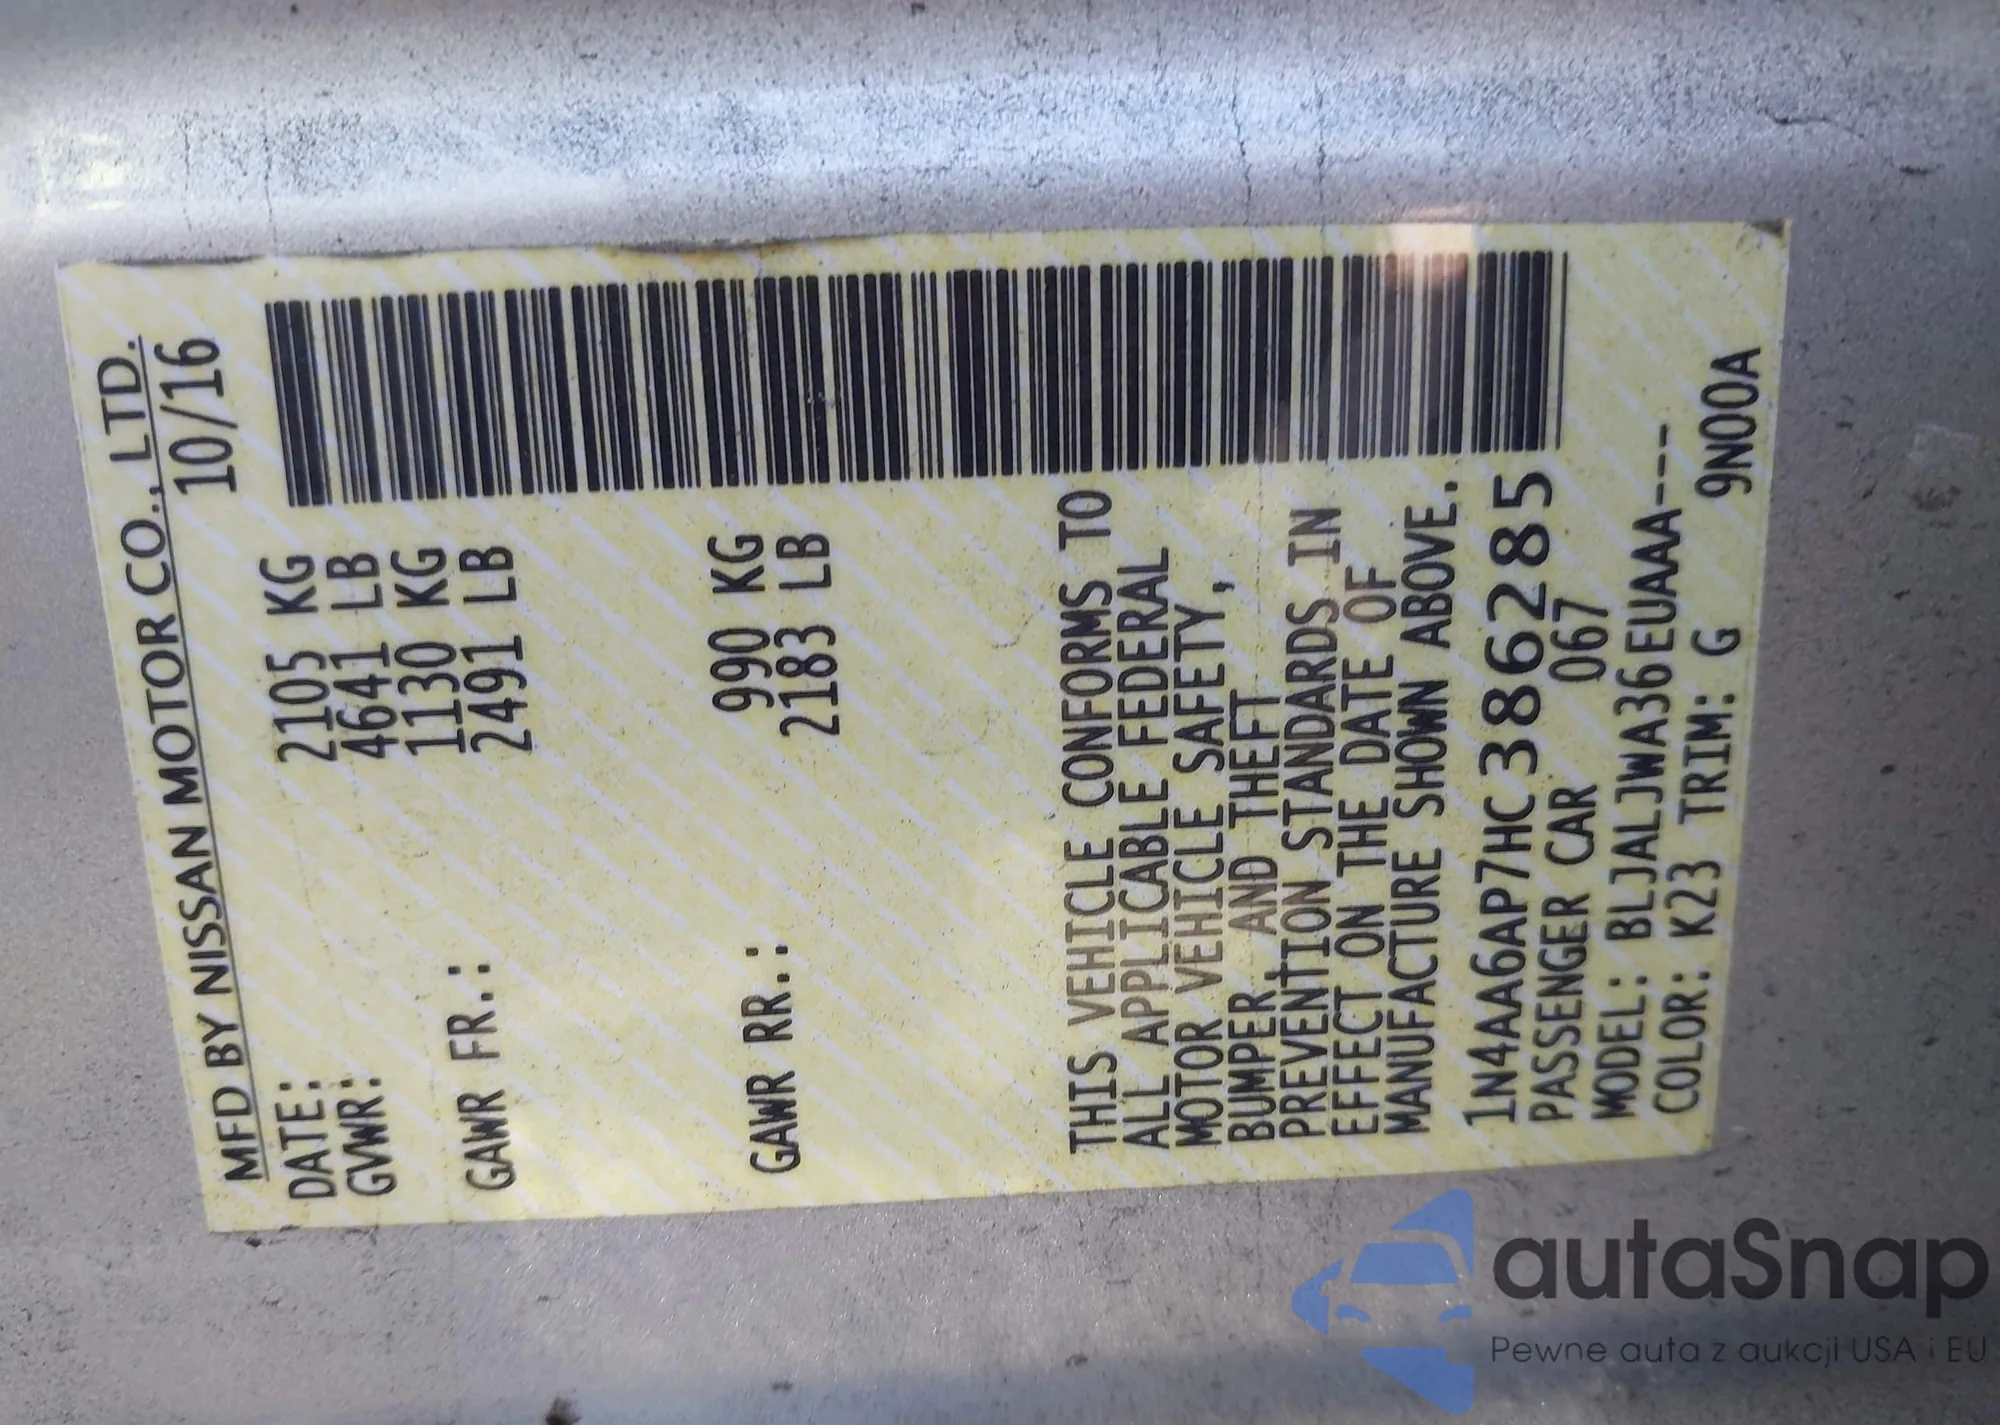 MFD BY NISSAN MOTOR CO., LTD.
DATE: 10/16
GVWR: 2105 KG
4641 LB
GAWR FR.: 1130 KG
2491 LB
GAWR RR.: 990 KG
2183 LB
THIS VEHICLE CONFORMS TO
ALL APPLICABLE FEDERAL
MOTOR VEHICLE SAFETY,
BUMPER, AND THEFT
PREVENTION STANDARDS IN
EFFECT ON THE DATE OF
MANUFACTURE SHOWN ABOVE.
1N4AA6AP7HC386285
PASSENGER CAR 067
MODEL: BLJALJWA36EUAAA---
COLOR: K23 TRIM: G 9N00A
autaSnap
Pewne auta z aukcji USA i EU